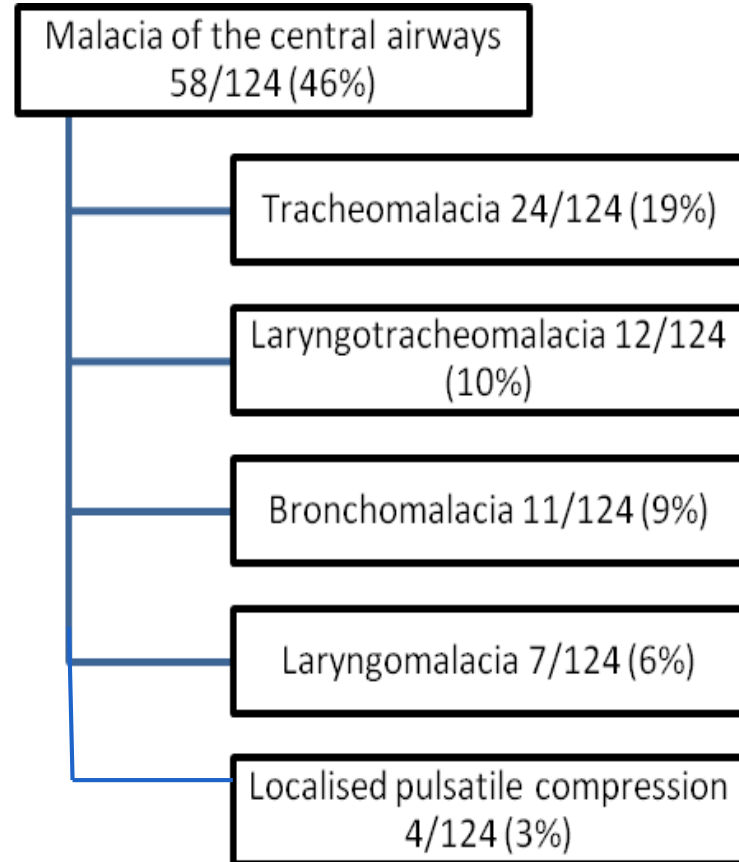 Malacia of the central airways
58/124 (46%)
Tracheomalacia 24/124 (19%)
Laryngotracheomalacia 12/124
(10%)
Bronchomalacia 11/124 (9%)
Laryngomalacia 7/124 (6%)
Localised pulsatile compression
4/124 (3%)